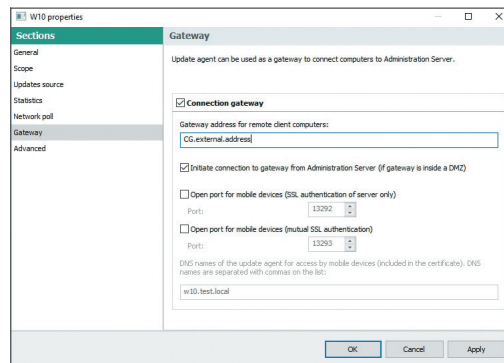 W10 properties
Sections
General
Scope
Updates source
Statistics
Network poll
Gateway
Advanced
Gateway
Update agent can be used as a gateway to connect computers to Administration Server.
Connection gateway
Gateway address for remote client computers:
CG.external.address
Initiate connection to gateway from Administration Server (if gateway is inside a DMZ)
Open port for mobile devices (SSL authentication of server only)
Port: 13292
Open port for mobile devices (mutual SSL authentication)
Port: 13293
DNS names of the update agent for access by mobile devices (included in the certificate). DNS
names are separated with commas on the list:
w10.test.local
OK Cancel Apply